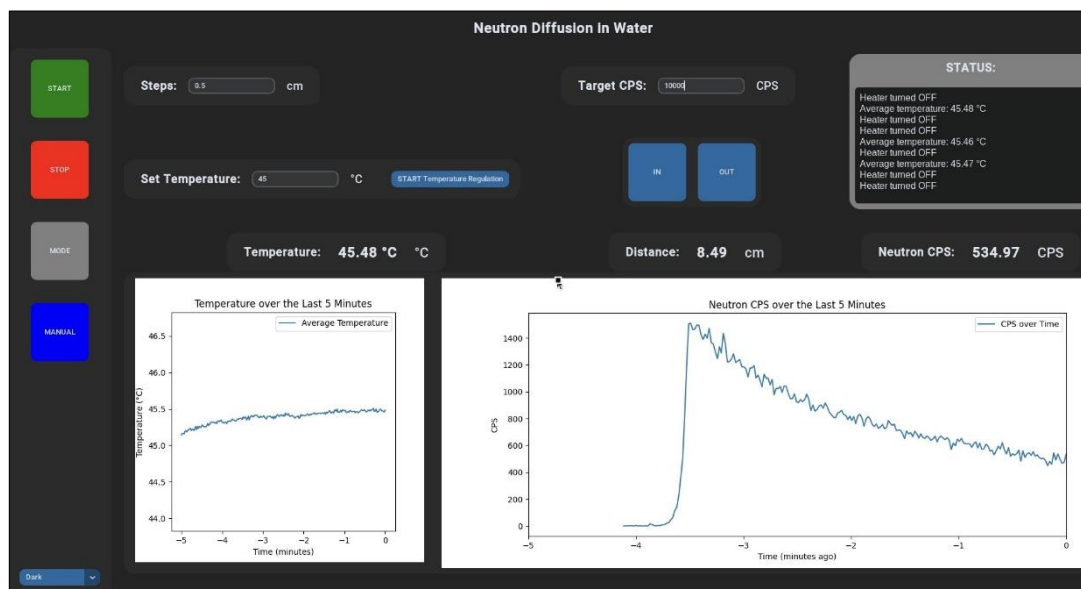 Neutron Diffusion in Water
START
STOP
MODE
MANUAL
Dark
Steps: 0.5 cm
Target CPS: 10000 CPS
Set Temperature: 45 °C START Temperature Regulation
IN OUT
STATUS:
Heater turned OFF
Average temperature: 45.48 °C
Heater turned OFF
Heater turned OFF
Average temperature: 45.46 °C
Heater turned OFF
Average temperature: 45.47 °C
Heater turned OFF
Heater turned OFF
Temperature: 45.48 °C °C
Distance: 8.49 cm
Neutron CPS: 534.97 CPS
Temperature over the Last 5 Minutes
Average Temperature
46.5
46.0
45.5
45.0
44.5
44.0
Temperature (°C)
−5 −4 −3 −2 −1 0
Time (minutes)
Neutron CPS over the Last 5 Minutes
CPS over Time
1400
1200
1000
800
600
400
200
0
CPS
−5 −4 −3 −2 −1 0
Time (minutes ago)